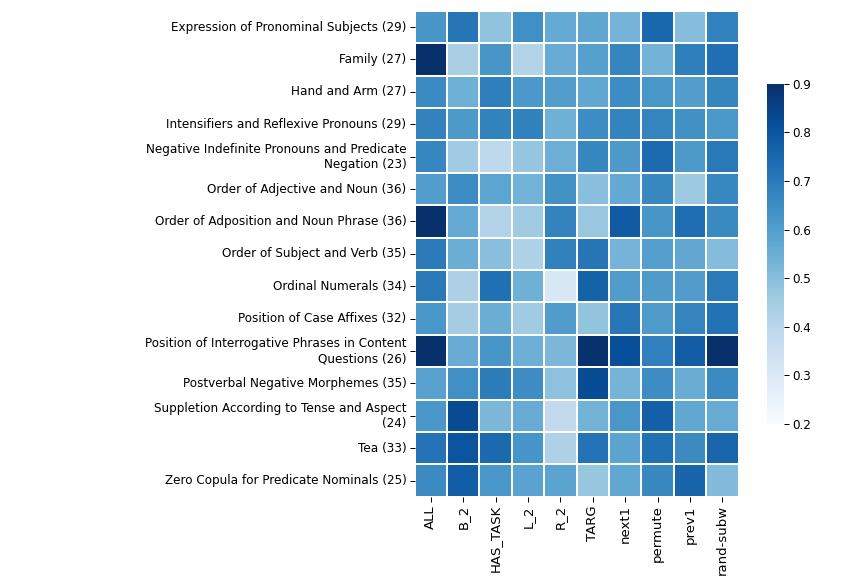 Expression of Pronominal Subjects (29)
Family (27)
Hand and Arm (27)
Intensifiers and Reflexive Pronouns (29)
Negative Indefinite Pronouns and Predicate
Negation (23)
Order of Adjective and Noun (36)
Order of Adposition and Noun Phrase (36)
Order of Subject and Verb (35)
Ordinal Numerals (34)
Position of Case Affixes (32)
Position of Interrogative Phrases in Content
Questions (26)
Postverbal Negative Morphemes (35)
Suppletion According to Tense and Aspect
(24)
Tea (33)
Zero Copula for Predicate Nominals (25)
ALL
B_2
HAS_TASK
L_2
R_2
TARG
next1
permute
prev1
rand-subw
0.9
0.8
0.7
0.6
0.5
0.4
0.3
0.2